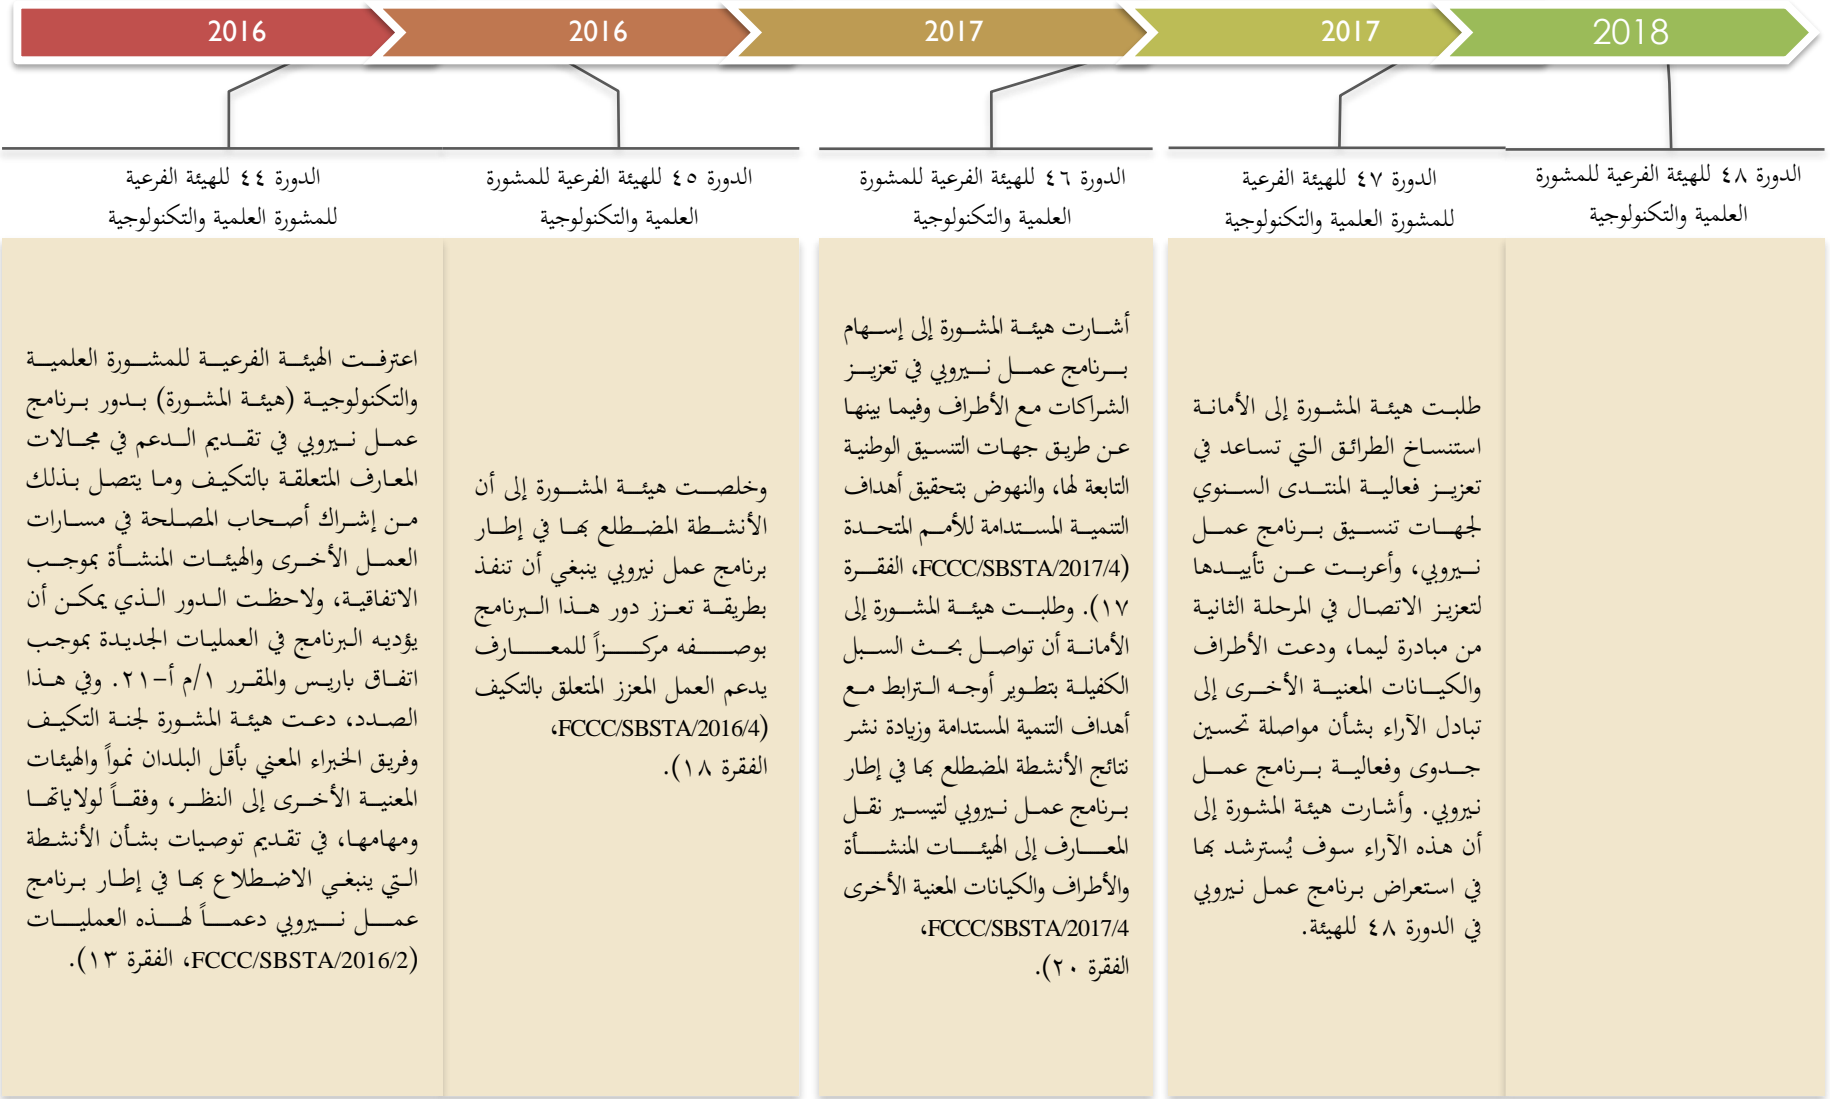 2016
2016
2017
2017
2018
الدورة ٤٤ للهيئة الفرعية
للمشورة العلمية والتكنولوجية
اعترفت الهيئة الفرعية للمشورة العلمية
والتكنولوجية (هيئة المشورة) بدور برنامج
عمل نيروبي في تقديم الدعم في مجالات
المعارف المتعلقة بالتكيف وما يتصل بذلك
من إشراك أصحاب المصلحة في مسارات
العمل الأخرى والهيئات المنشأة بموجب
الاتفاقية، ولاحظت الدور الذي يمكن أن
يؤديه البرنامج في العمليات الجديدة بموجب
اتفاق باريس والمقرر ١/م أ-٢١. وفي هذا
الصدد، دعت هيئة المشورة لجنة التكيف
وفريق الخبراء المعني بأقل البلدان نمواً والهيئات
المعنية الأخرى إلى النظر، وفقاً لولاياتها
ومهامها، في تقديم توصيات بشأن الأنشطة
التي ينبغي الاضطلاع بها في إطار برنامج
عمل نيروبي دعماً لهذه العمليات
(FCCC/SBSTA/2016/2، الفقرة ١٣).
الدورة ٤٥ للهيئة الفرعية للمشورة
العلمية والتكنولوجية
وخلصت هيئة المشورة إلى أن
الأنشطة المضطلع بها في إطار
برنامج عمل نيروبي ينبغي أن تنفذ
بطريقة تعزز دور هذا البرنامج
بوصفه مركزاً للمعارف
يدعم العمل المعزز المتعلق بالتكيف
(FCCC/SBSTA/2016/4،
الفقرة ١٨).
الدورة ٤٦ للهيئة الفرعية للمشورة
العلمية والتكنولوجية
أشارت هيئة المشورة إلى إسهام
برنامج عمل نيروبي في تعزيز
الشراكات مع الأطراف وفيما بينها
عن طريق جهات التنسيق الوطنية
التابعة لها، والنهوض بتحقيق أهداف
التنمية المستدامة للأمم المتحدة
(FCCC/SBSTA/2017/4، الفقرة
١٧). وطلبت هيئة المشورة إلى
الأمانة أن تواصل بحث السبل
الكفيلة بتطوير أوجه الترابط مع
أهداف التنمية المستدامة وزيادة نشر
نتائج الأنشطة المضطلع بها في إطار
برنامج عمل نيروبي لتيسير نقل
المعارف إلى الهيئات المنشأة
والأطراف والكيانات المعنية الأخرى
FCCC/SBSTA/2017/4،
الفقرة ٢٠).
الدورة ٤٧ للهيئة الفرعية
للمشورة العلمية والتكنولوجية
طلبت هيئة المشورة إلى الأمانة
استنساخ الطرائق التي تساعد في
تعزيز فعالية المنتدى السنوي
لجهات تنسيق برنامج عمل
نيروبي، وأعربت عن تأييدها
لتعزيز الاتصال في المرحلة الثانية
من مبادرة ليما، ودعت الأطراف
والكيانات المعنية الأخرى إلى
تبادل الآراء بشأن مواصلة تحسين
جدوى وفعالية برنامج عمل
نيروبي. وأشارت هيئة المشورة إلى
أن هذه الآراء سوف يُسترشد بها
في استعراض برنامج عمل نيروبي
في الدورة ٤٨ للهيئة.
الدورة ٤٨ للهيئة الفرعية للمشورة
العلمية والتكنولوجية